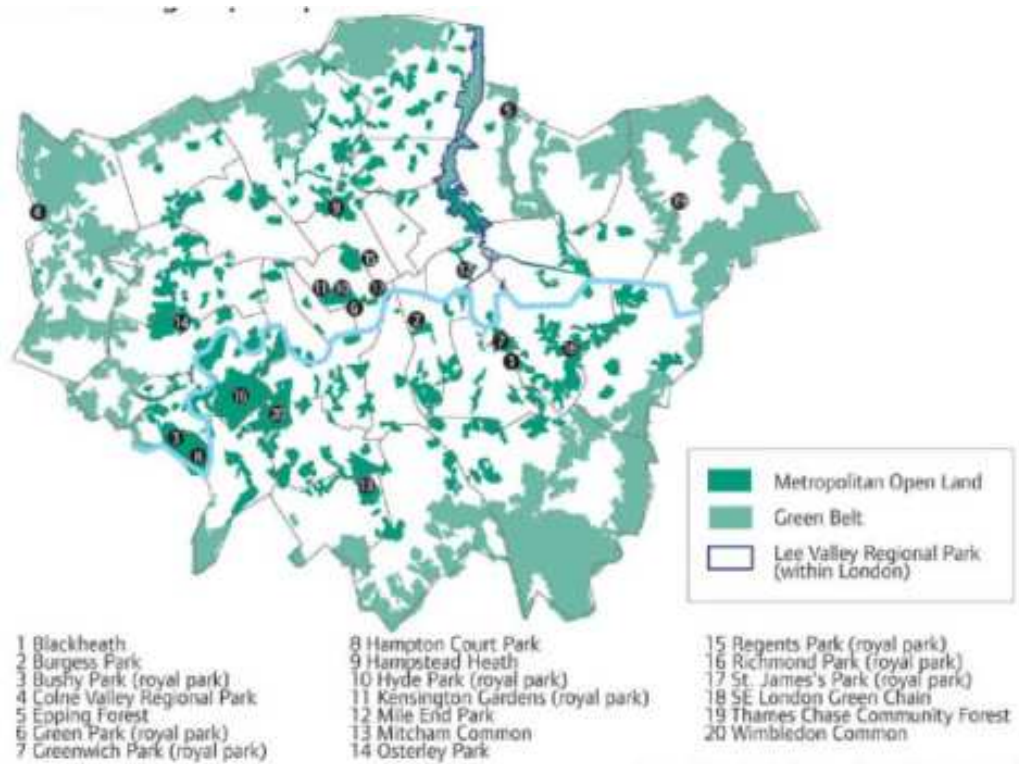 Metropolitan Open Land
Green Belt
Lee Valley Regional Park
(within London)
1 Blackheath
2 Burgess Park
3 Bushy Park (royal park)
4 Colne Valley Regional Park
5 Epping Forest
6 Green Park (royal park)
7 Greenwich Park (royal park)
8 Hampton Court Park
9 Hampstead Heath
10 Hyde Park (royal park)
11 Kensington Gardens (royal park)
12 Mile End Park
13 Mitcham Common
14 Osterley Park
15 Regents Park (royal park)
16 Richmond Park (royal park)
17 St. James's Park (royal park)
18 SE London Green Chain
19 Thames Chase Community Forest
20 Wimbledon Common